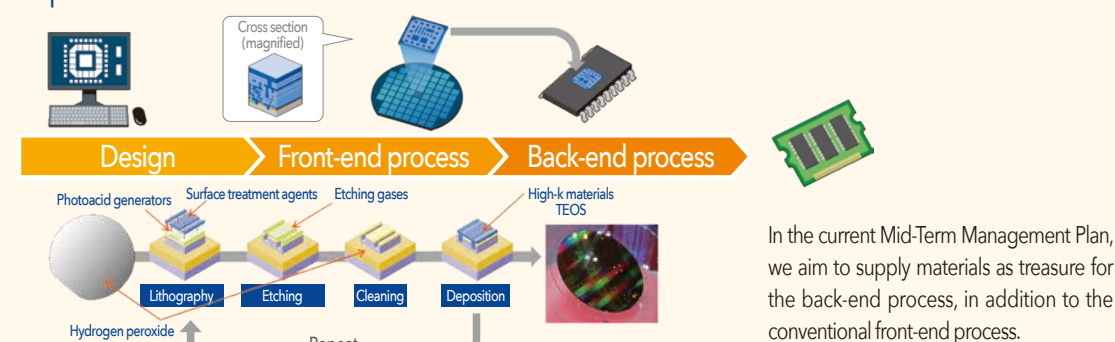 Cross section
(magnified)
Design
Front-end process
Back-end process
Photoacid generators
Surface treatment agents
Etching gases
High-k materials
TEOS
Lithography
Etching
Cleaning
Deposition
Hydrogen peroxide
Repeat
In the current Mid-Term Management Plan,
we aim to supply materials as treasure for
the back-end process, in addition to the
conventional front-end process.